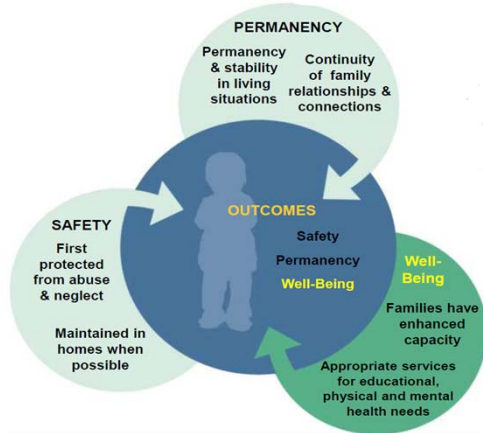 PERMANENCY
Permanency
& stability
in living
situations
Continuity
of family
relationships &
connections
OUTCOMES
Safety
Permanency
Well-Being
SAFETY
First
protected
from abuse
& neglect
Maintained in
homes when
possible
Well-
Being
Families have
enhanced
capacity
Appropriate services
for educational,
physical and mental
health needs